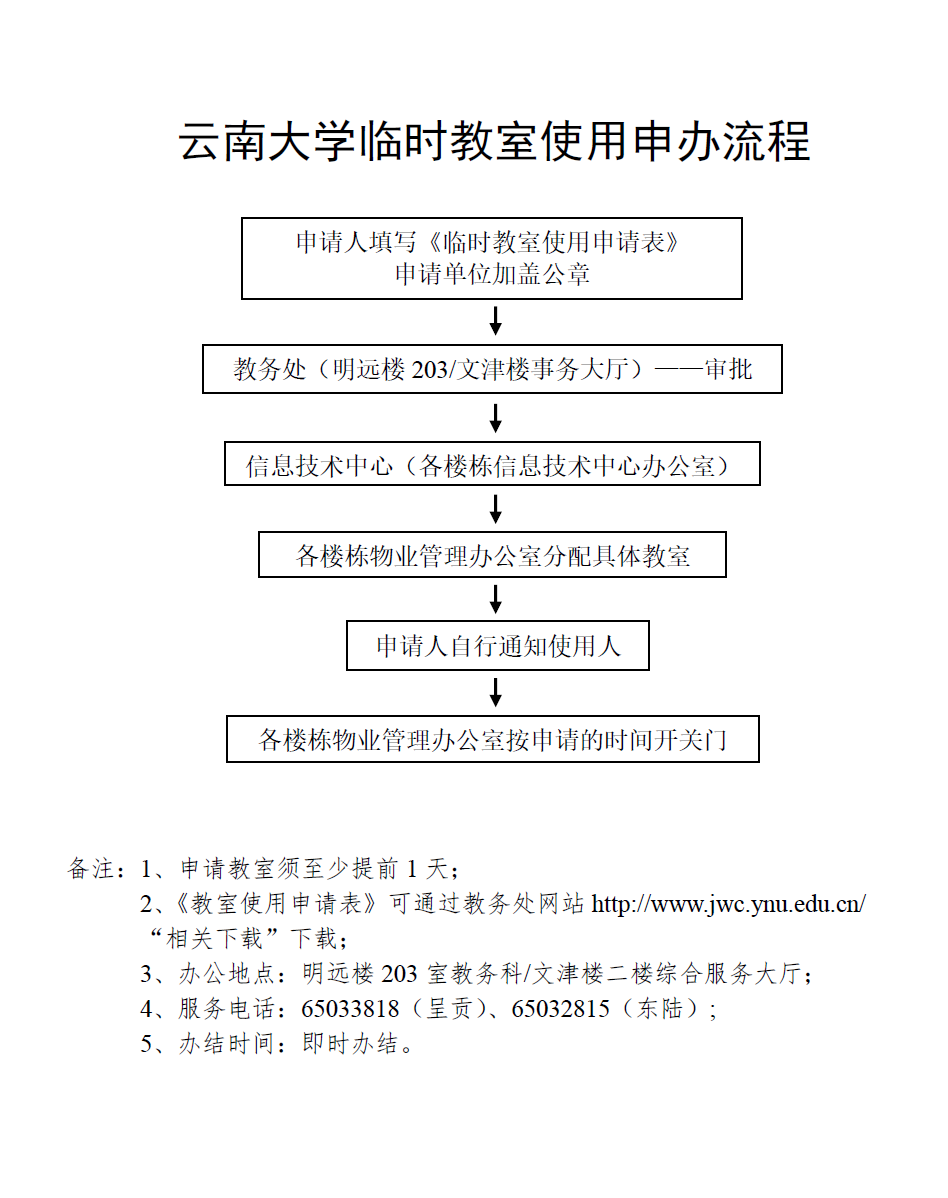 云南大学临时教室使用申办流程
申请人填写《临时教室使用申请表》
申请单位加盖公章
教务处（明远楼 203/文津楼事务大厅）——审批
信息技术中心（各楼栋信息技术中心办公室）
各楼栋物业管理办公室分配具体教室
申请人自行通知使用人
各楼栋物业管理办公室按申请的时间开关门
备注：1、申请教室须至少提前 1 天；
2、《教室使用申请表》可通过教务处网站 http://www.jwc.ynu.edu.cn/
“相关下载”下载；
3、办公地点：明远楼 203 室教务科/文津楼二楼综合服务大厅；
4、服务电话：65033818（呈贡）、65032815（东陆）;
5、办结时间：即时办结。